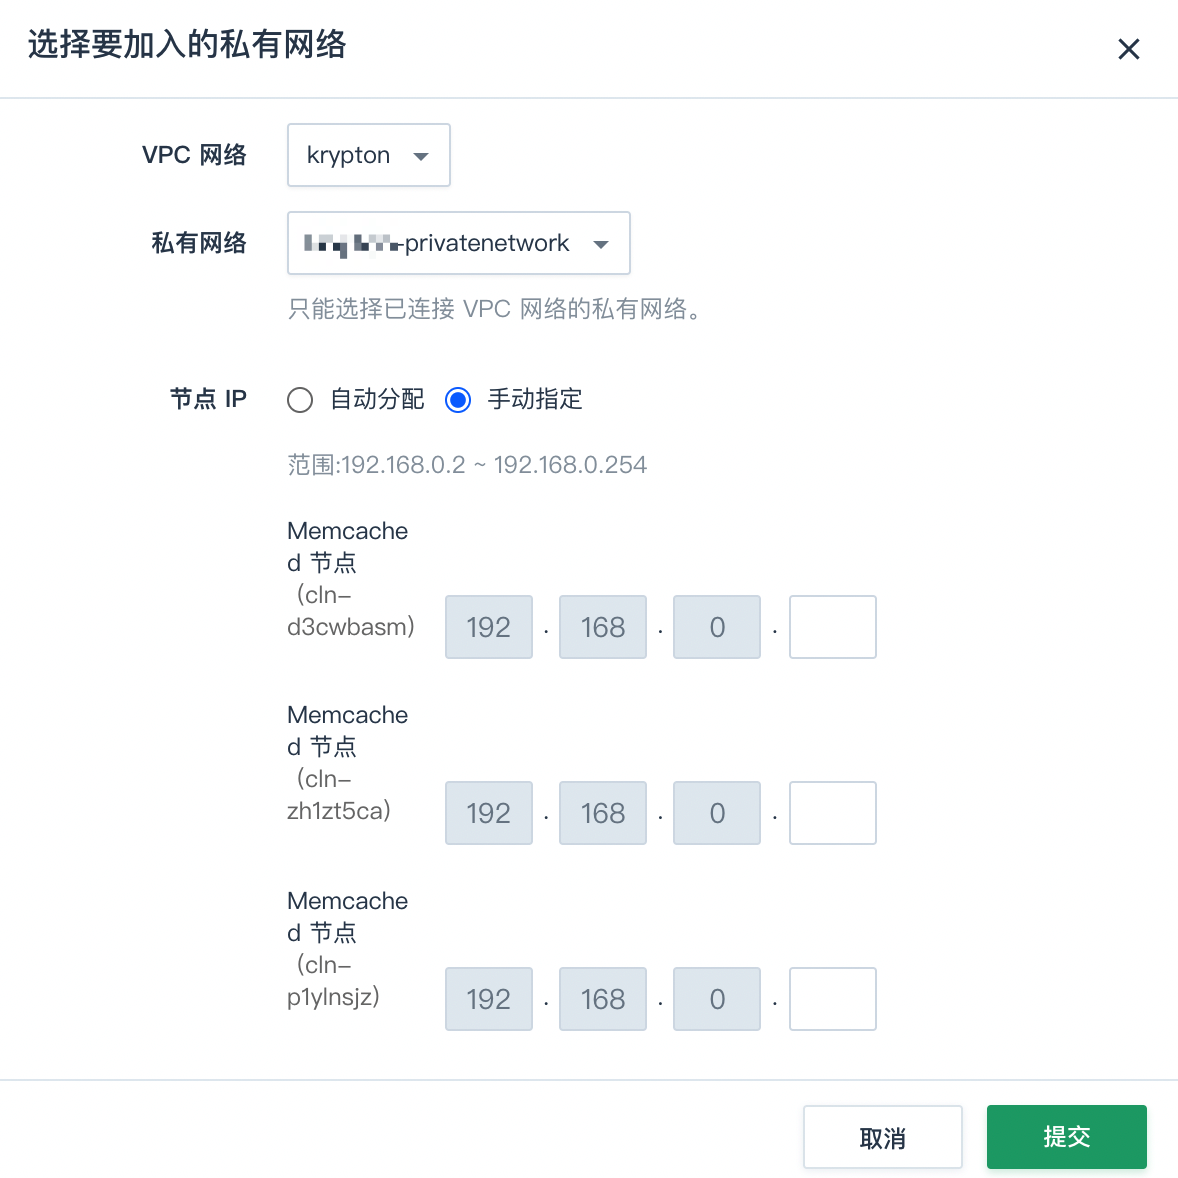 选择要加入的私有网络
VPC 网络
krypton
私有网络
-privatenetwork
只能选择已连接 VPC 网络的私有网络。
节点 IP
自动分配
手动指定
范围:192.168.0.2 ~ 192.168.0.254
Memcache
d 节点
（cln-
d3cwbasm）
192 . 168 . 0 .
Memcache
d 节点
（cln-
zh1zt5ca）
192 . 168 . 0 .
Memcache
d 节点
（cln-
p1ylnsjz）
192 . 168 . 0 .
取消
提交